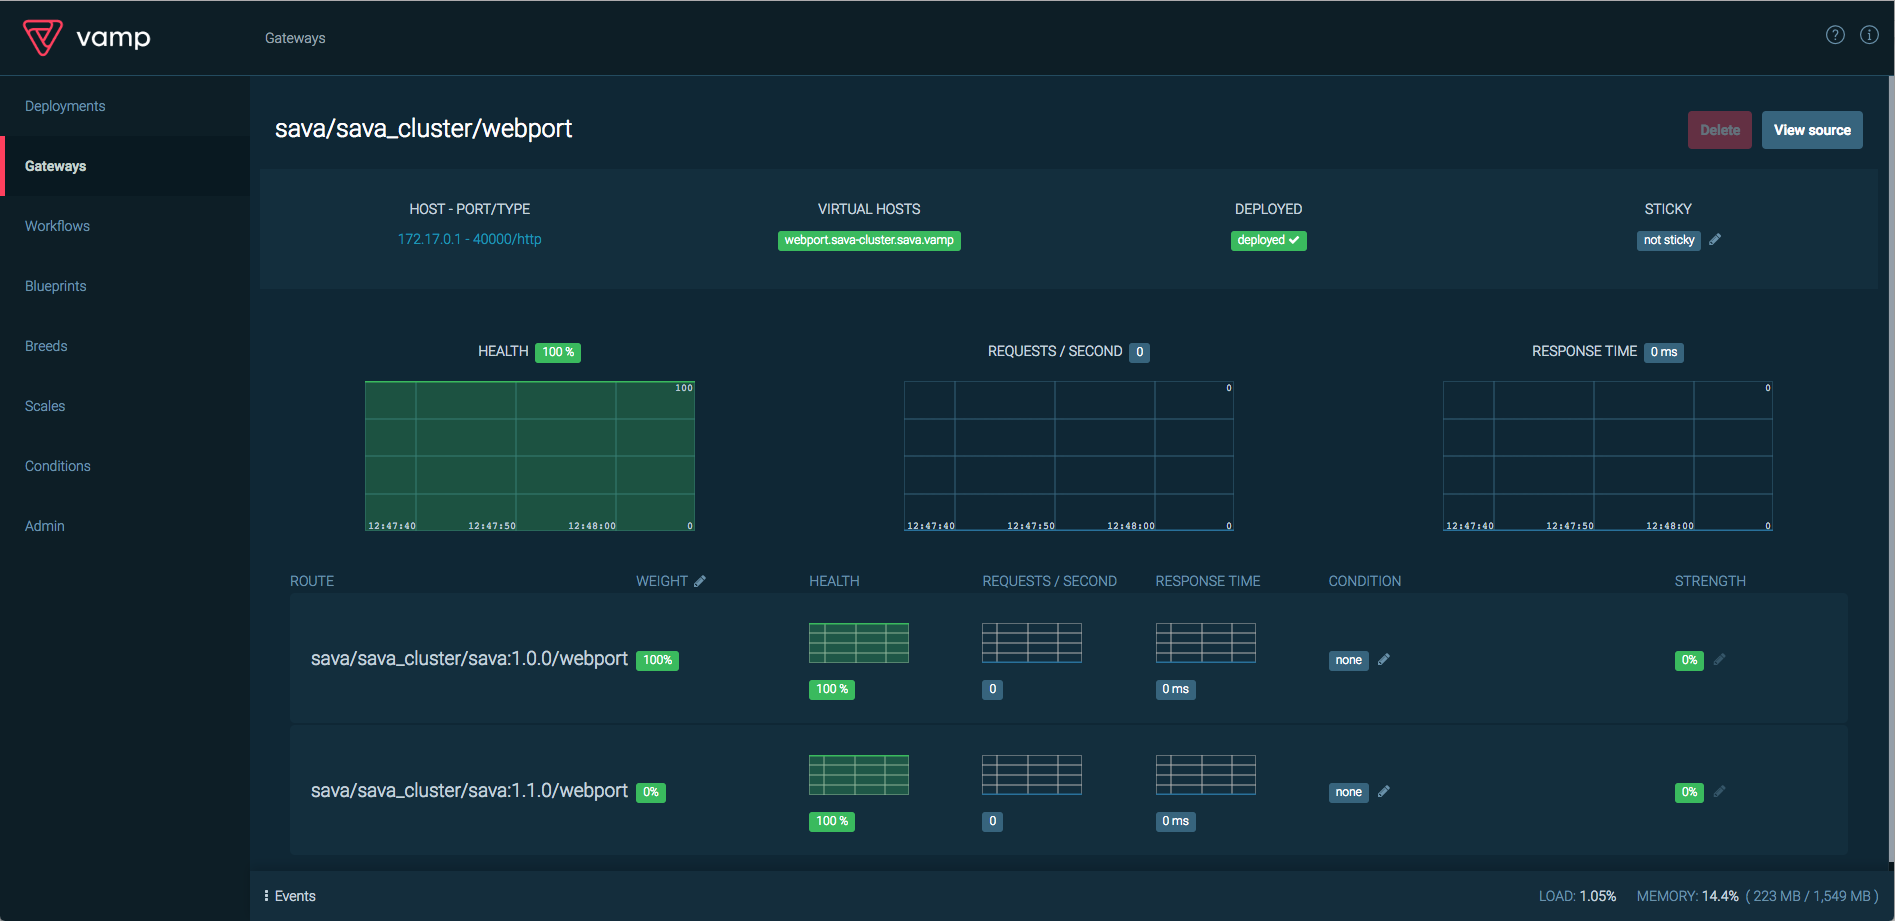 vamp
Gateways
Deployments
Gateways
Workflows
Blueprints
Breeds
Scales
Conditions
Admin
sava/sava_cluster/webport
Delete
View source
HOST - PORT/TYPE
172.17.0.1 - 40000/http
VIRTUAL HOSTS
webport.sava-cluster.sava.vamp
DEPLOYED
deployed
STICKY
not sticky
HEALTH 100 %
100
12:47:40 12:47:50 12:48:00 0
REQUESTS / SECOND 0
0
12:47:40 12:47:50 12:48:00 0
RESPONSE TIME 0 ms
0
12:47:40 12:47:50 12:48:00 0
ROUTE WEIGHT HEALTH REQUESTS / SECOND RESPONSE TIME CONDITION STRENGTH
sava/sava_cluster/sava:1.0.0/webport 100% none 0%
100 % 0 0 ms
sava/sava_cluster/sava:1.1.0/webport 0% none 0%
100 % 0 0 ms
Events
LOAD: 1.05% MEMORY: 14.4% ( 223 MB / 1,549 MB )